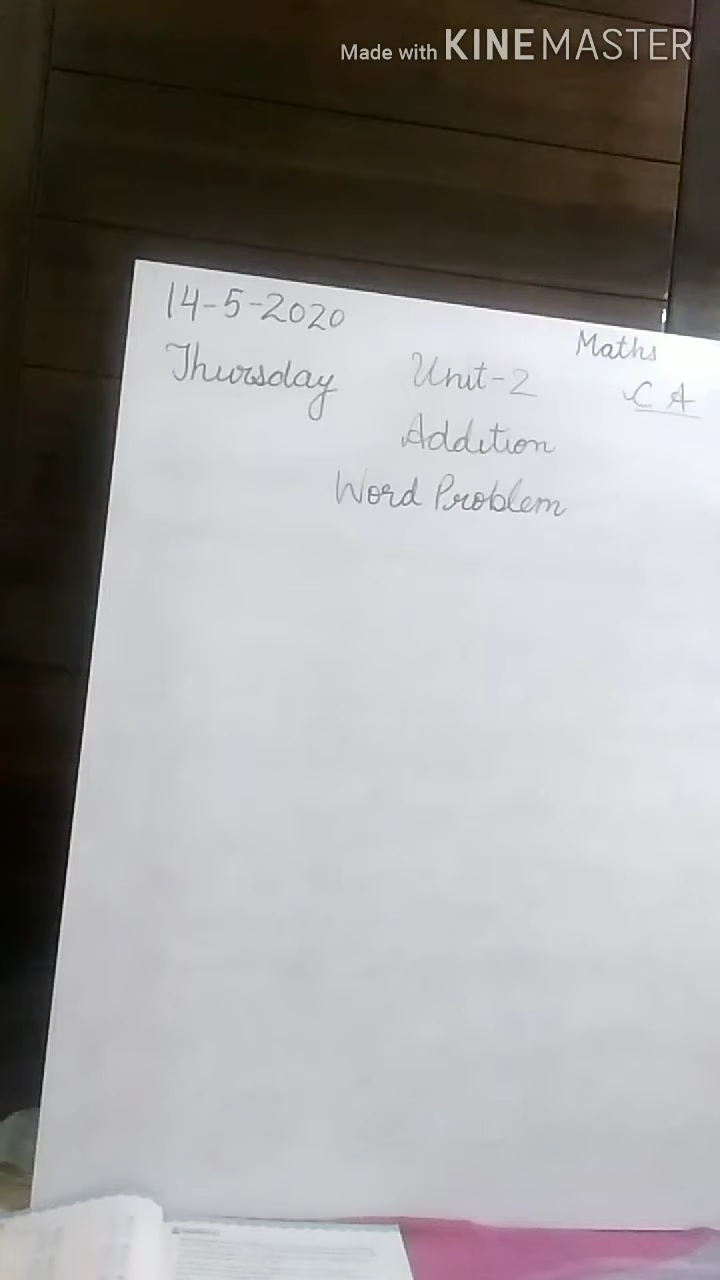 Made with KINEMASTER
14-5-2020
Maths
Thursday Unit-2 CA
Addition
Word Problem